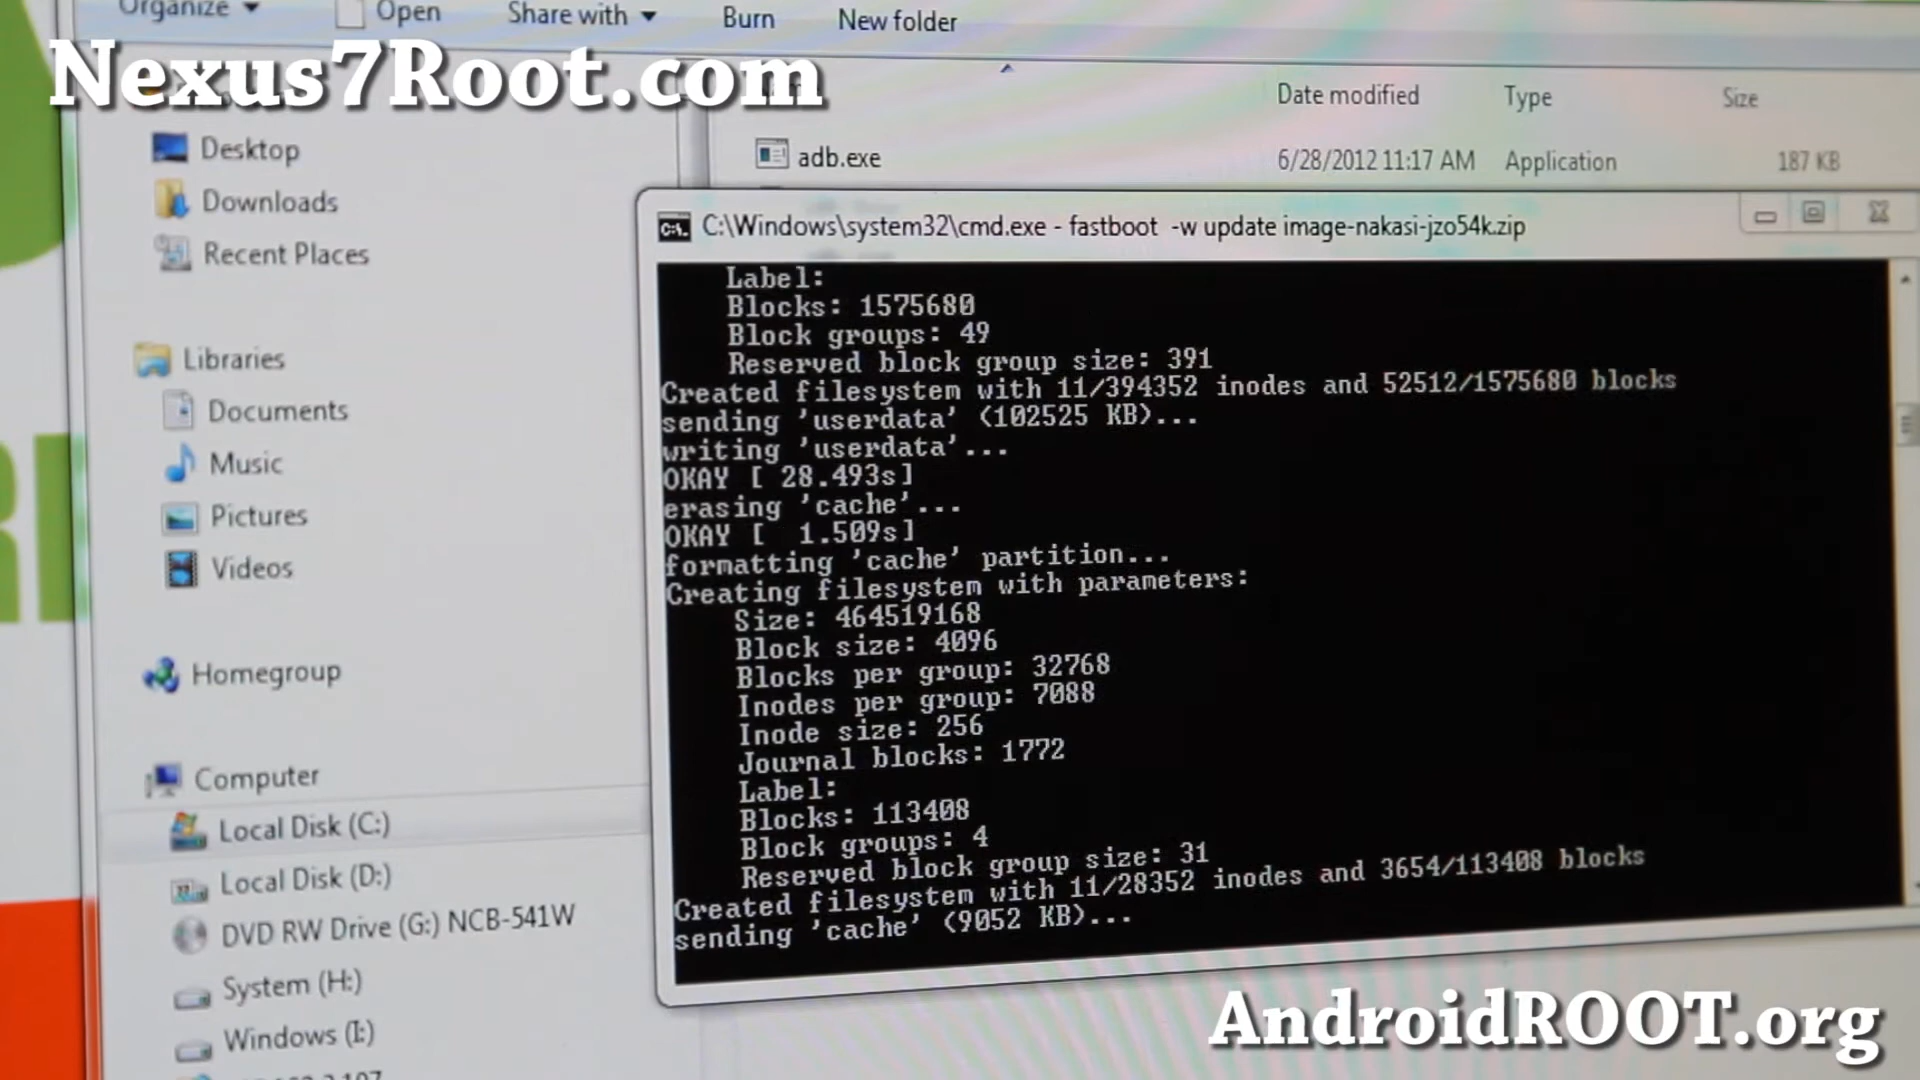 Organize
Open
Share with
Burn
New folder
Nexus7Root.com
Date modified
Type
Size
adb.exe
6/28/2012 11:17 AM
Application
187 KB
Desktop
Downloads
Recent Places
Libraries
Documents
Music
Pictures
Videos
Homegroup
Computer
Local Disk (C:)
Local Disk (D:)
DVD RW Drive (G:) NCB-541W
System (H:)
Windows (I:)
C:\Windows\system32\cmd.exe - fastboot -w update image-nakasi-jzo54k.zip
Label:
Blocks: 1575680
Block groups: 49
Reserved block group size: 391
Created filesystem with 11/394352 inodes and 52512/1575680 blocks
sending 'userdata' (102525 KB)...
writing 'userdata'...
OKAY [ 28.493s]
erasing 'cache'...
OKAY [  1.509s]
formatting 'cache' partition...
Creating filesystem with parameters:
Size: 464519168
Block size: 4096
Blocks per group: 32768
Inodes per group: 7088
Inode size: 256
Journal blocks: 1772
Label:
Blocks: 113408
Block groups: 4
Reserved block group size: 31
Created filesystem with 11/28352 inodes and 3654/113408 blocks
sending 'cache' (9052 KB)...
AndroidROOT.org